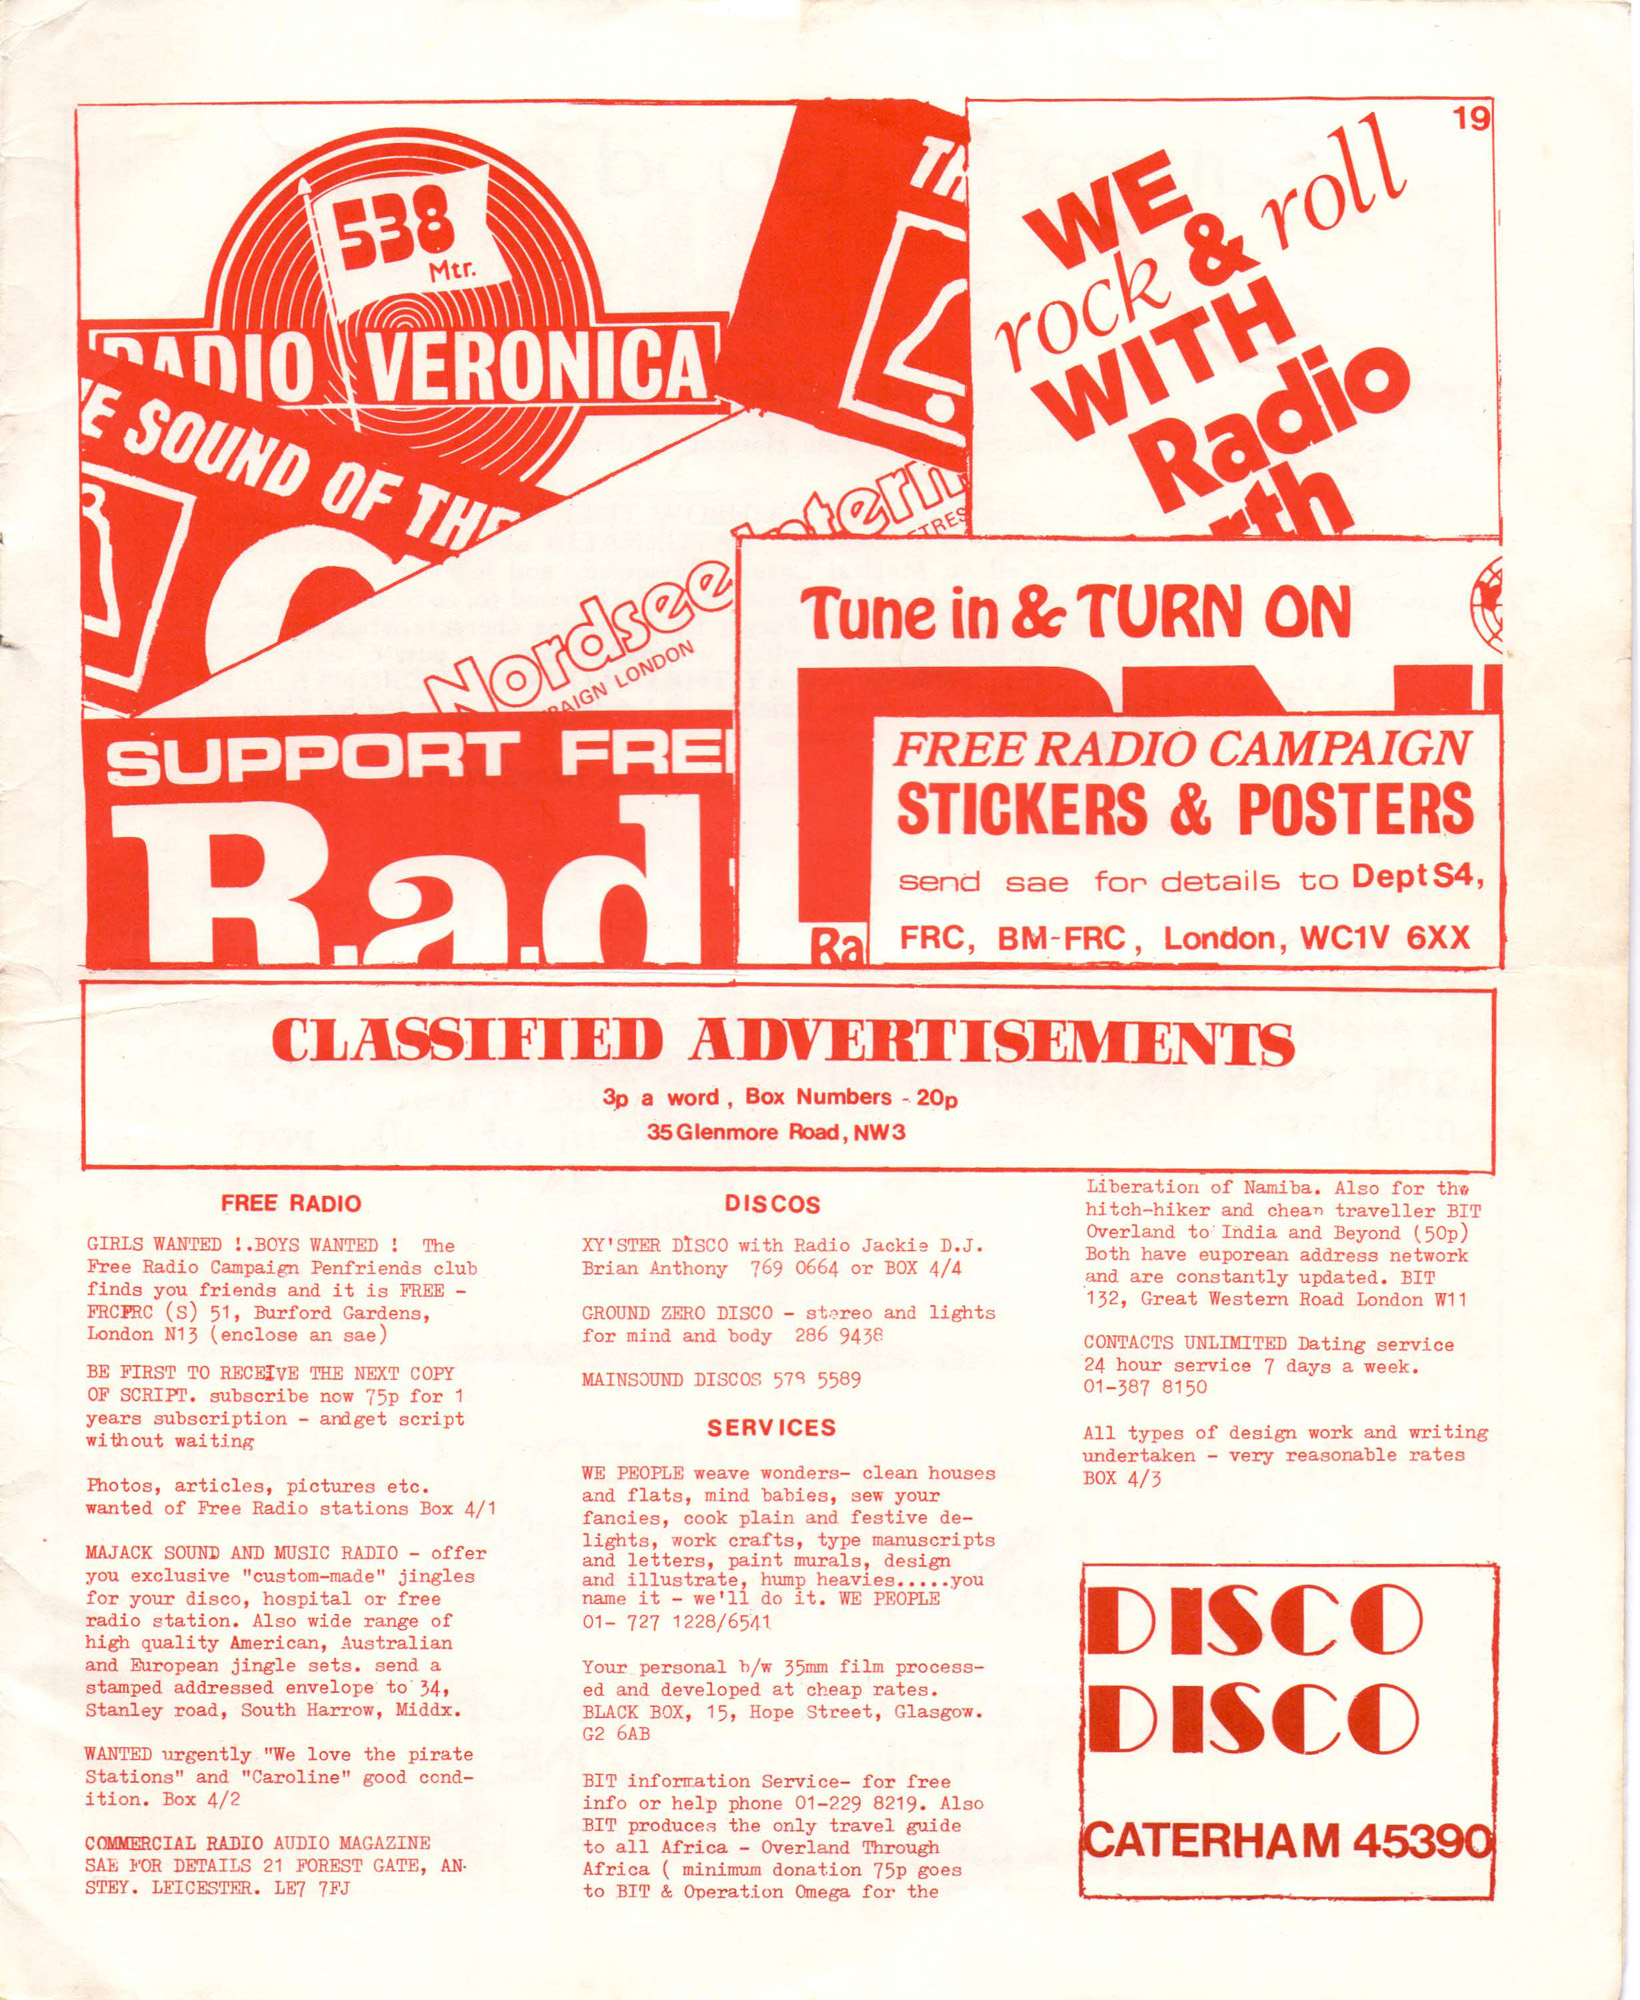 19
538
Mtr.
RADIO VERONICA
TH
WE
rock & roll
WITH
Radio
rth
E SOUND OF THE
Intern
TRES
Nordsee
PAIGN LONDON
Tune in & TURN ON
SUPPORT FREE
R.a.d
Ra
FREE RADIO CAMPAIGN
STICKERS & POSTERS
send sae for details to Dept S4,
FRC, BM-FRC, London, WC1V 6XX
CLASSIFIED ADVERTISEMENTS
3p a word, Box Numbers - 20p
35 Glenmore Road, NW3
FREE RADIO
GIRLS WANTED !.BOYS WANTED ! The
Free Radio Campaign Penfriends club
finds you friends and it is FREE -
FRCPRC (S) 51, Burford Gardens,
London N13 (enclose an sae)
BE FIRST TO RECEIVE THE NEXT COPY
OF SCRIPT. subscribe now 75p for 1
years subscription - andget script
without waiting
Photos, articles, pictures etc.
wanted of Free Radio stations Box 4/1
MAJACK SOUND AND MUSIC RADIO - offer
you exclusive "custom-made" jingles
for your disco, hospital or free
radio station. Also wide range of
high quality American, Australian
and European jingle sets. send a
stamped addressed envelope to 34,
Stanley road, South Harrow, Middx.
WANTED urgently "We love the pirate
Stations" and "Caroline" good cond-
ition. Box 4/2
COMMERCIAL RADIO AUDIO MAGAZINE
SAE FOR DETAILS 21 FOREST GATE, AN-
STEY. LEICESTER. LE7 7FJ
DISCOS
XY'STER DISCO with Radio Jackie D.J.
Brian Anthony 769 0664 or BOX 4/4
GROUND ZERO DISCO - stereo and lights
for mind and body 286 9438
MAINSOUND DISCOS 578 5589
SERVICES
WE PEOPLE weave wonders- clean houses
and flats, mind babies, sew your
fancies, cook plain and festive de-
lights, work crafts, type manuscripts
and letters, paint murals, design
and illustrate, hump heavies.....you
name it - we'll do it. WE PEOPLE
01- 727 1228/6541
Your personal b/w 35mm film process-
ed and developed at cheap rates.
BLACK BOX, 15, Hope Street, Glasgow.
G2 6AB
BIT information Service- for free
info or help phone 01-229 8219. Also
BIT produces the only travel guide
to all Africa - Overland Through
Africa ( minimum donation 75p goes
to BIT & Operation Omega for the
Liberation of Namiba. Also for the
hitch-hiker and cheap traveller BIT
Overland to India and Beyond (50p)
Both have euporean address network
and are constantly updated. BIT
132, Great Western Road London W11
CONTACTS UNLIMITED Dating service
24 hour service 7 days a week.
01-387 8150
All types of design work and writing
undertaken - very reasonable rates
BOX 4/3
DISCO
DISCO
CATERHAM 45390